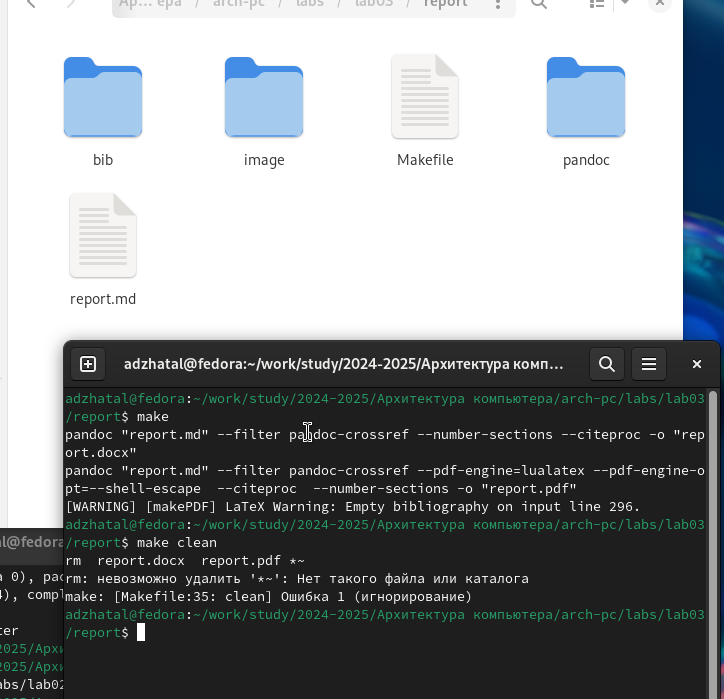 Ap... epa / arch-pc / labs / lab03 / report
bib
image
Makefile
pandoc
report.md
adzhatal@fedora:~/work/study/2024-2025/Архитектура комп...
adzhatal@fedora:~/work/study/2024-2025/Архитектура компьютера/arch-pc/labs/lab03
/report$ make
pandoc "report.md" --filter pandoc-crossref --number-sections --citeproc -o "rep
ort.docx"
pandoc "report.md" --filter pandoc-crossref --pdf-engine=lualatex --pdf-engine-o
pt=--shell-escape  --citeproc  --number-sections -o "report.pdf"
[WARNING] [makePDF] LaTeX Warning: Empty bibliography on input line 296.
adzhatal@fedora:~/work/study/2024-2025/Архитектура компьютера/arch-pc/labs/lab03
/report$ make clean
rm  report.docx  report.pdf *~
rm: невозможно удалить '*~': Нет такого файла или каталога
make: [Makefile:35: clean] Ошибка 1 (игнорирование)
adzhatal@fedora:~/work/study/2024-2025/Архитектура компьютера/arch-pc/labs/lab03
/report$
al@fedora
a 0), pac
4), compl
ter
2025/Архи
2025/Архи
abs/lab02